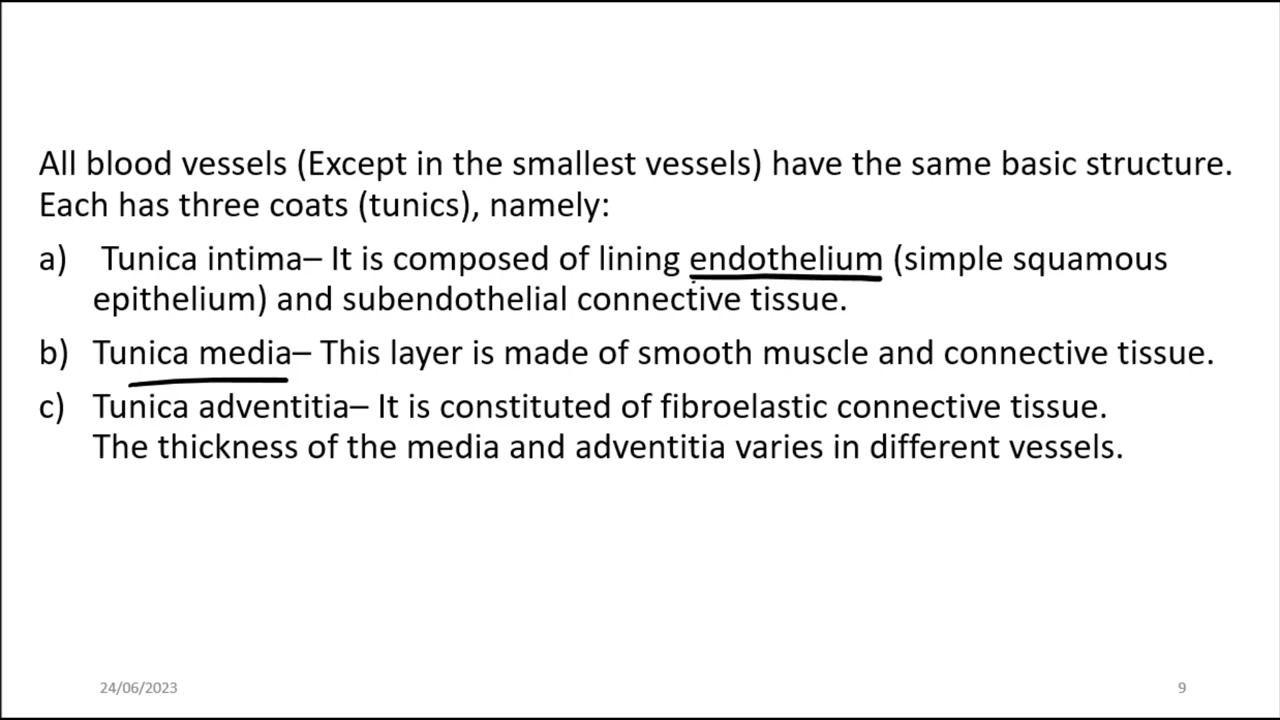 All blood vessels (Except in the smallest vessels) have the same basic structure.
Each has three coats (tunics), namely:
a) Tunica intima– It is composed of lining endothelium (simple squamous
epithelium) and subendothelial connective tissue.
b) Tunica media– This layer is made of smooth muscle and connective tissue.
c) Tunica adventitia– It is constituted of fibroelastic connective tissue.
The thickness of the media and adventitia varies in different vessels.
24/06/2023
9